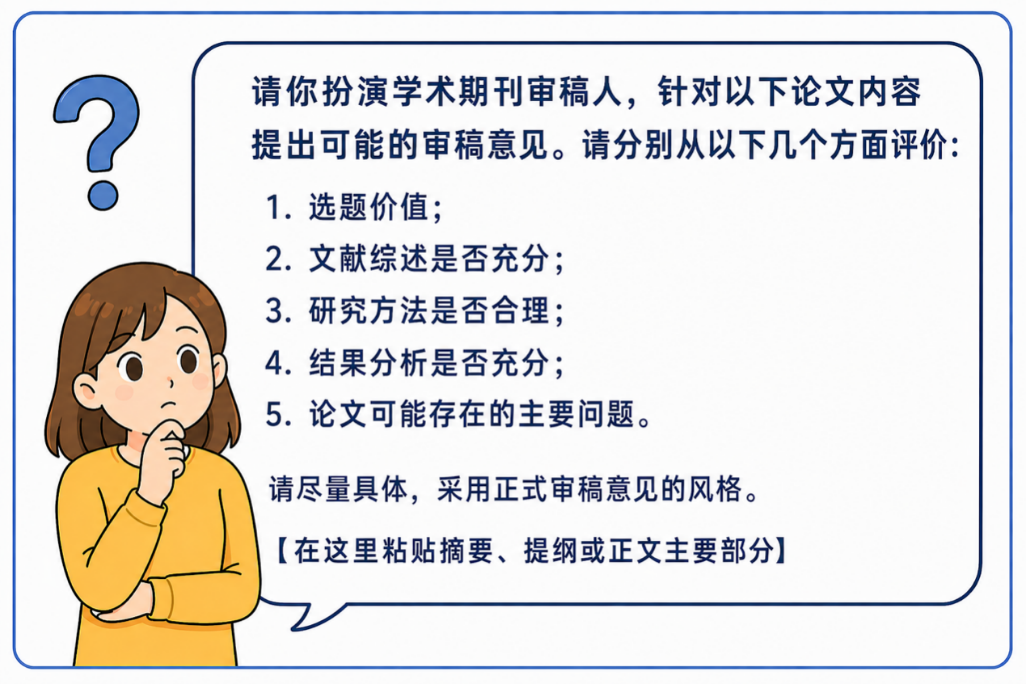 ?
请你扮演学术期刊审稿人，针对以下论文内容
提出可能的审稿意见。请分别从以下几个方面评价：
1. 选题价值；
2. 文献综述是否充分；
3. 研究方法是否合理；
4. 结果分析是否充分；
5. 论文可能存在的主要问题。
请尽量具体，采用正式审稿意见的风格。
【在这里粘贴摘要、提纲或正文主要部分】